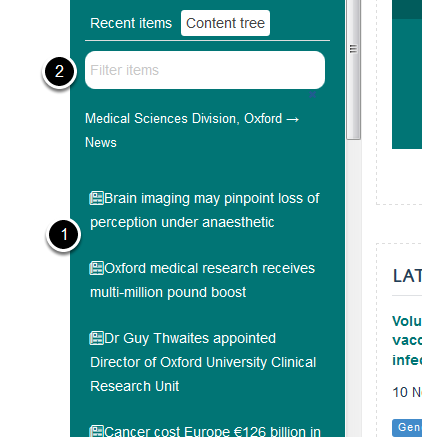 Recent items Content tree
2
Filter items
Medical Sciences Division, Oxford →
News
Brain imaging may pinpoint loss of
perception under anaesthetic
1
Oxford medical research receives
multi-million pound boost
Dr Guy Thwaites appointed
Director of Oxford University Clinical
Research Unit
Cancer cost Europe €126 billion in
LAT
Volu
vacc
infec
10 N
Gen